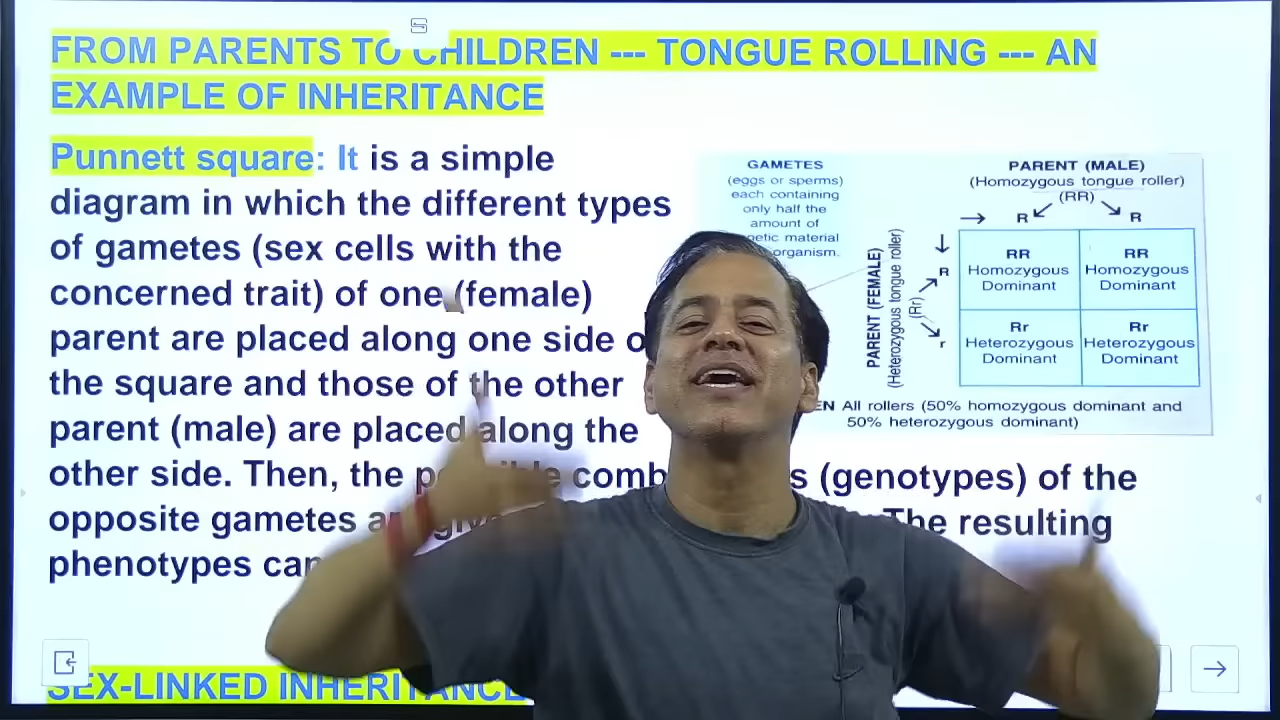 FROM PARENTS TO CHILDREN --- TONGUE ROLLING --- AN
EXAMPLE OF INHERITANCE
Punnett square: It is a simple
diagram in which the different types
of gametes (sex cells with the
concerned trait) of one (female)
parent are placed along one side
the square and those of the other
parent (male) are placed along the
other side. Then, the (genotypes) of the
opposite gametes The resulting
phenotypes can
GAMETES
(eggs or sperms)
each containing
only half the
amount of
material
organism.
PARENT (MALE)
(Homozygous tongue roller)
(RR)
R R
PARENT (FEMALE)
(Heterozygous tongue roller)
(Rr)
R
r
RR
Homozygous
Dominant
RR
Homozygous
Dominant
Rr
Heterozygous
Dominant
Rr
Heterozygous
Dominant
All rollers (50% homozygous dominant and
50% heterozygous dominant)
SEX-LINKED INHERITANCE